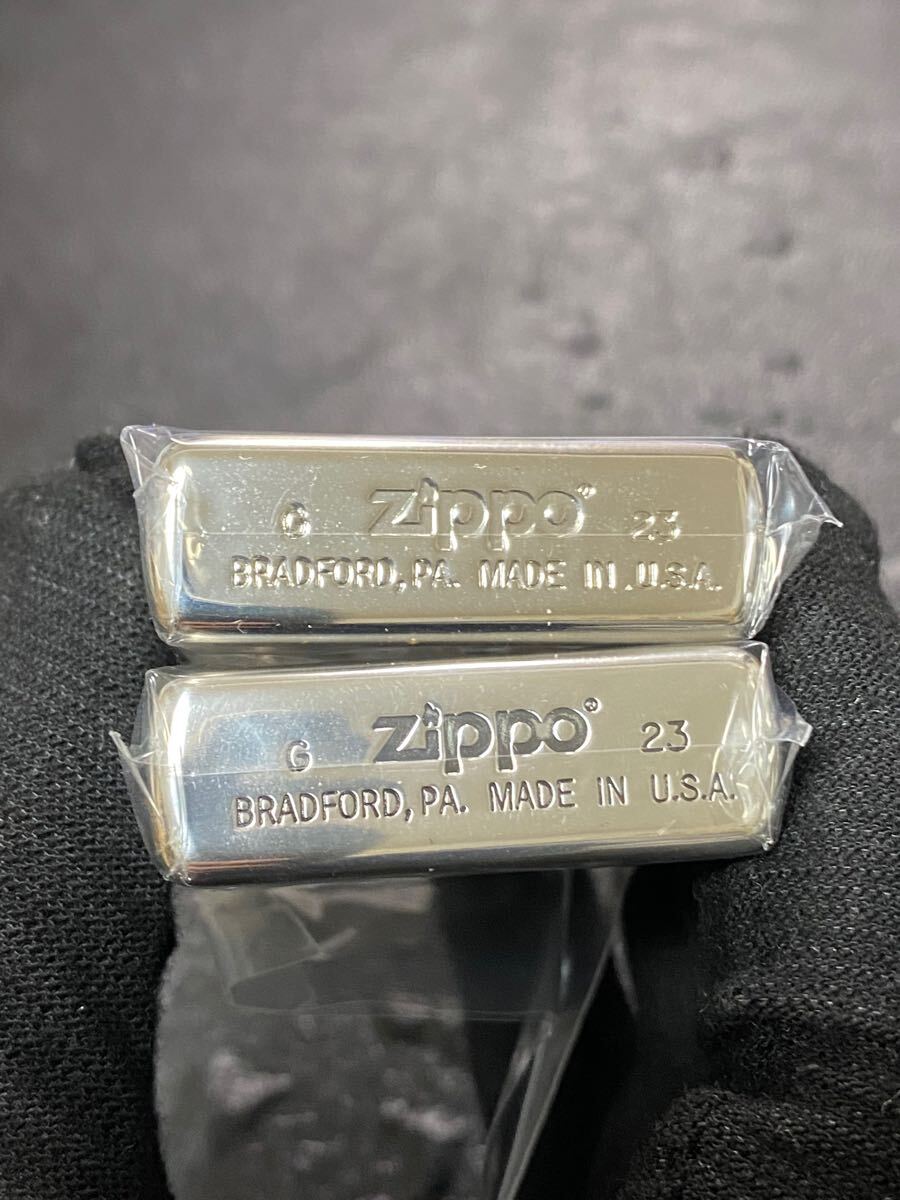 G Zippo® 23
BRADFORD, PA. MADE IN U.S.A.
G Zippo® 23
BRADFORD, PA. MADE IN U.S.A.